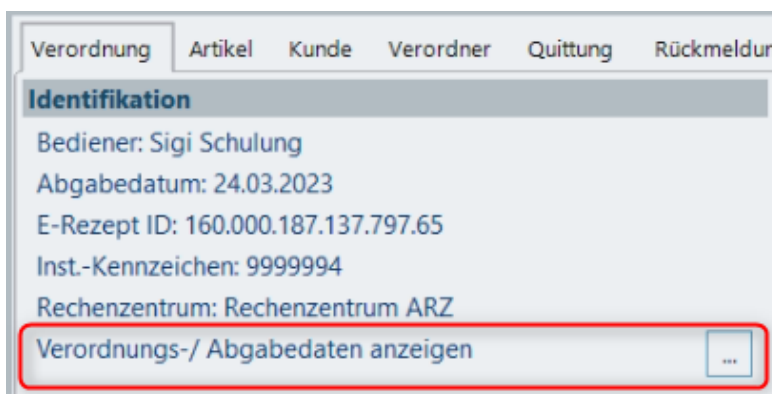 Verordnung Artikel Kunde Verordner Quittung Rückmeldur
Identifikation
Bediener: Sigi Schulung
Abgabedatum: 24.03.2023
E-Rezept ID: 160.000.187.137.797.65
Inst.-Kennzeichen: 9999994
Rechenzentrum: Rechenzentrum ARZ
Verordnungs-/ Abgabedaten anzeigen ...